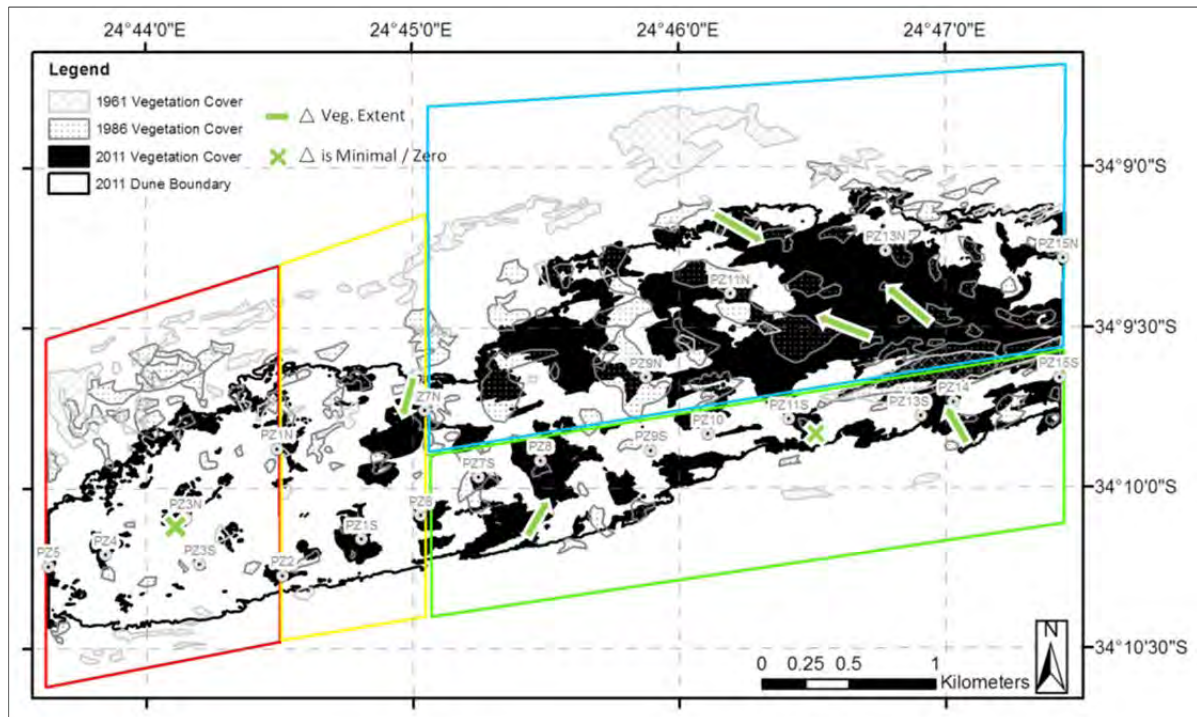 24°44'0"E 24°45'0"E 24°46'0"E 24°47'0"E
Legend
1961 Vegetation Cover
1986 Vegetation Cover
2011 Vegetation Cover
2011 Dune Boundary
△ Veg. Extent
△ is Minimal / Zero
34°9'0"S
34°9'30"S
34°10'0"S
34°10'30"S
PZ13N
PZ15N
PZ11N
PZ9N
PZ15S
Z7N
PZ14
PZ13S
PZ11S
PZ10
PZ1N
PZ9S
PZ8
PZ7S
PZ3N
PZ6
PZ1S
PZ4
PZ5
PZ3S
PZ2
N
0 0.25 0.5 1
Kilometers